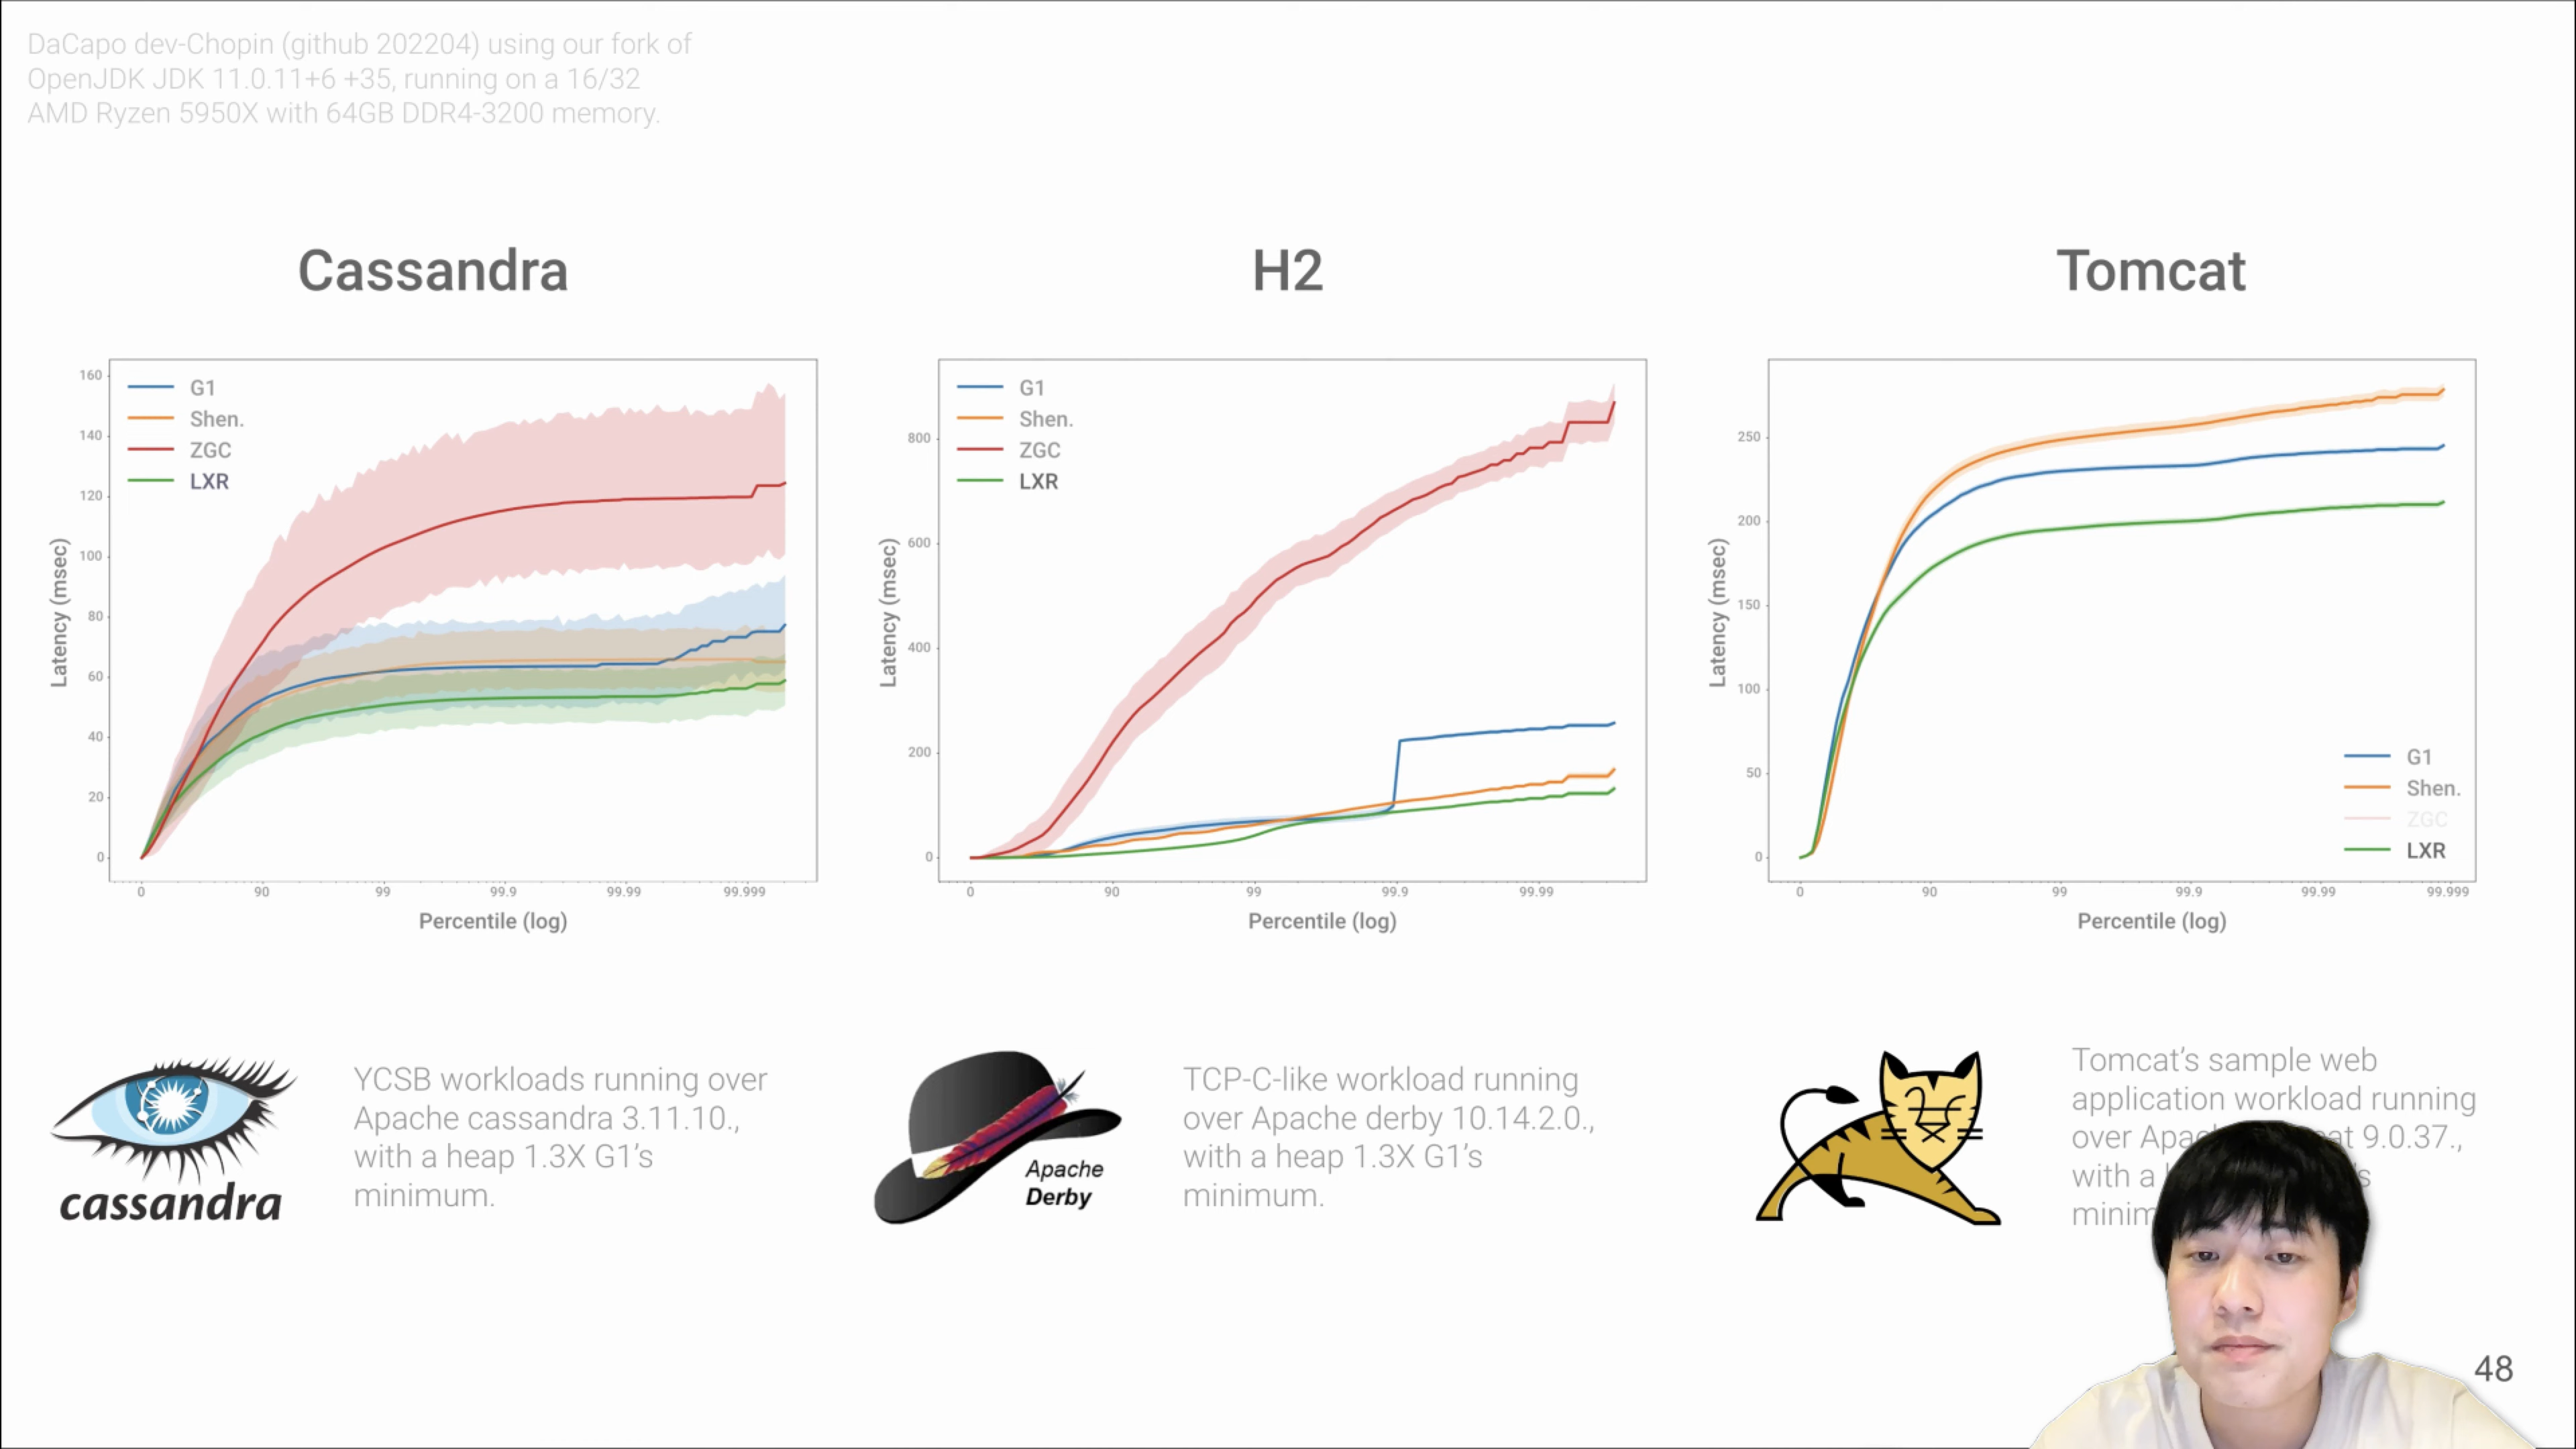 DaCapo dev-Chopin (github 202204) using our fork of
OpenJDK JDK 11.0.11+6 +35, running on a 16/32
AMD Ryzen 5950X with 64GB DDR4-3200 memory.
Cassandra
160
140
120
100
80
60
40
20
0
Latency (msec)
G1
Shen.
ZGC
LXR
0 90 99 99.9 99.99 99.999
Percentile (log)
H2
800
600
400
200
0
Latency (msec)
G1
Shen.
ZGC
LXR
0 90 99 99.9 99.99
Percentile (log)
Tomcat
250
200
150
100
50
0
Latency (msec)
G1
Shen.
ZGC
LXR
0 90 99 99.9 99.99 99.999
Percentile (log)
cassandra
YCSB workloads running over
Apache cassandra 3.11.10.,
with a heap 1.3X G1's
minimum.
Apache
Derby
TCP-C-like workload running
over Apache derby 10.14.2.0.,
with a heap 1.3X G1's
minimum.
Tomcat's sample web
application workload running
over 9.0.37.,
with a
48